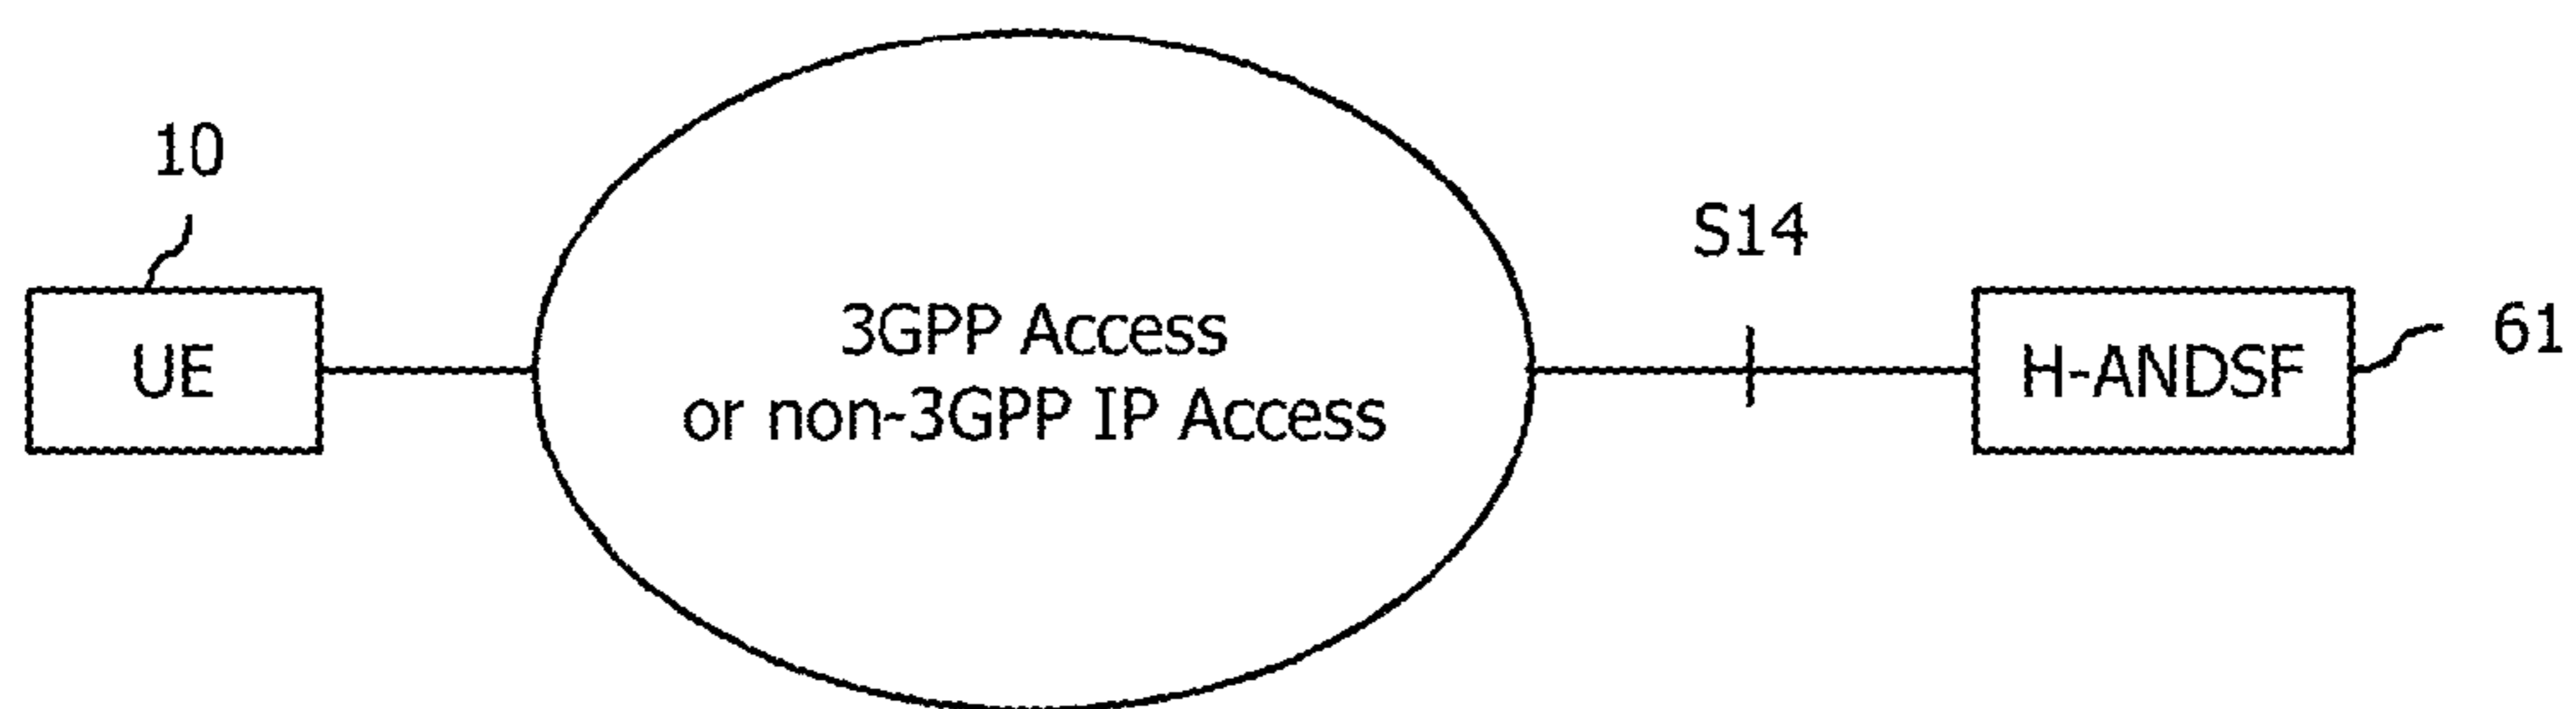 10
UE
3GPP Access
or non-3GPP IP Access
S14
H-ANDSF
61